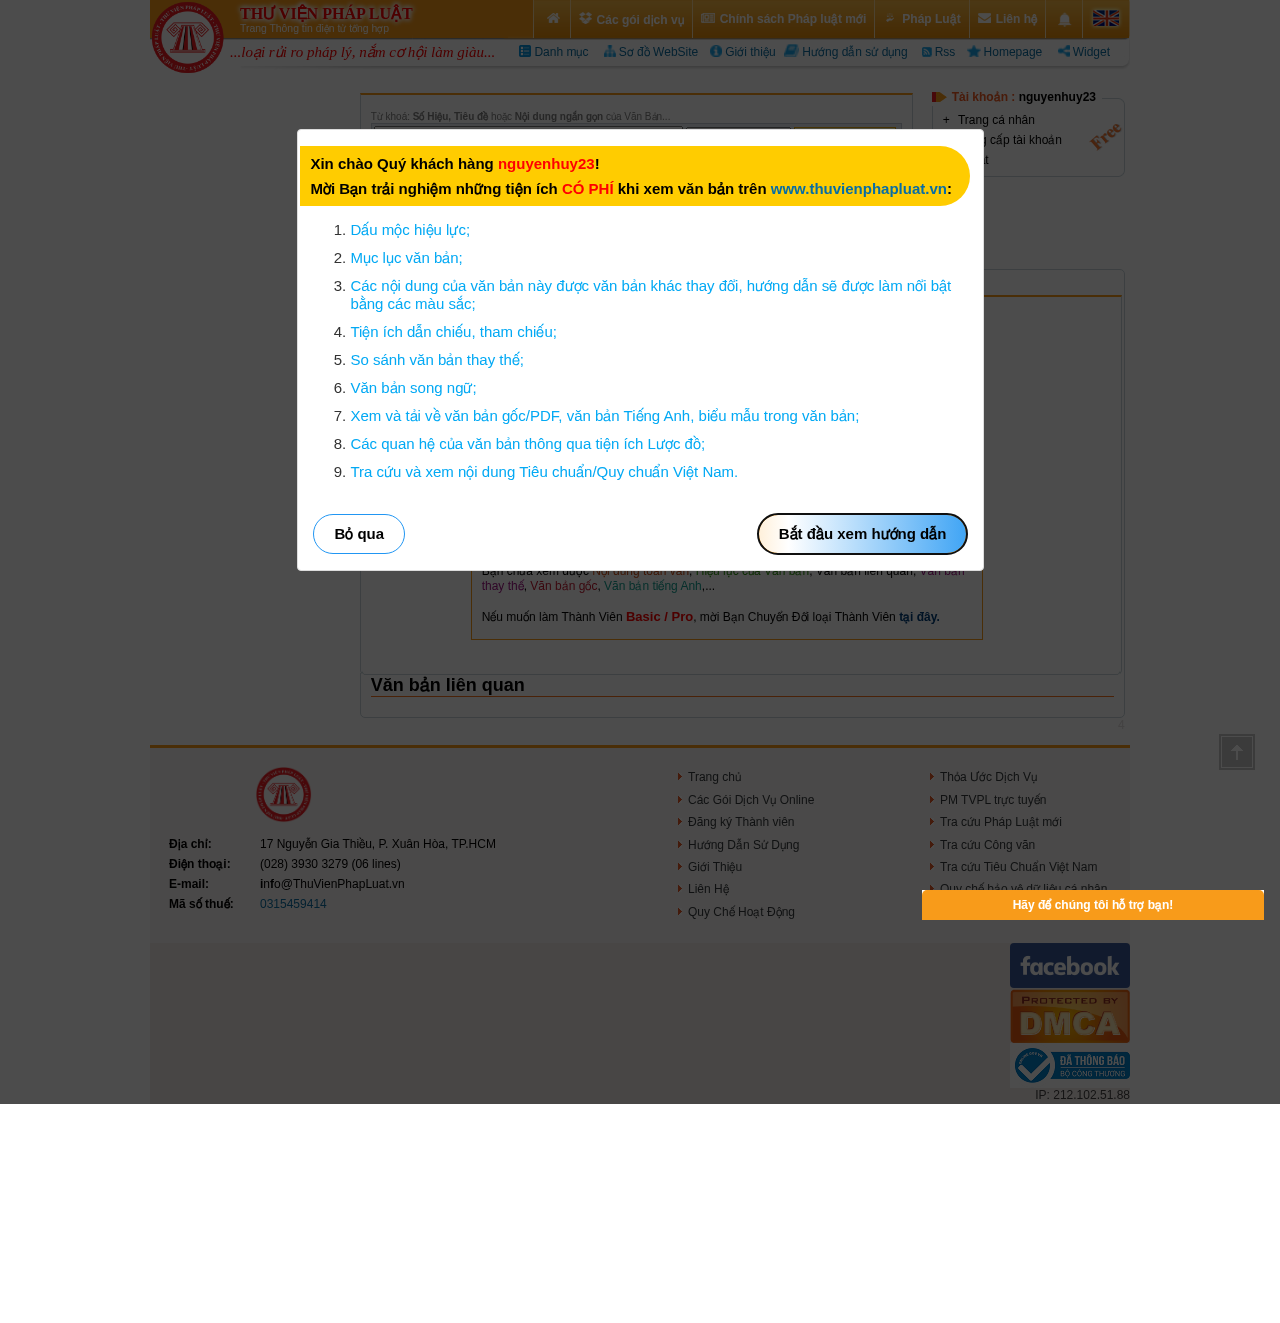 THƯ VIỆN PHÁP LUẬT
Trang Thông tin điện tử tổng hợp
Các gói dịch vụ
Chính sách Pháp luật mới
Pháp Luật
Liên hệ
...loại rủi ro pháp lý, nắm cơ hội làm giàu...
Danh mục
Sơ đồ WebSite
Giới thiệu
Hướng dẫn sử dụng
Rss
Homepage
Widget
Từ khoá: Số Hiệu, Tiêu đề hoặc Nội dung ngắn gọn của Văn Bản...
Tài khoản : nguyenhuy23
+ Trang cá nhân
cấp tài khoản
Free
Xin chào Quý khách hàng nguyenhuy23!
Mời Bạn trải nghiệm những tiện ích CÓ PHÍ khi xem văn bản trên www.thuvienphapluat.vn:
1. Dấu mộc hiệu lực;
2. Mục lục văn bản;
3. Các nội dung của văn bản này được văn bản khác thay đổi, hướng dẫn sẽ được làm nổi bật
bằng các màu sắc;
4. Tiện ích dẫn chiếu, tham chiếu;
5. So sánh văn bản thay thế;
6. Văn bản song ngữ;
7. Xem và tải về văn bản gốc/PDF, văn bản Tiếng Anh, biểu mẫu trong văn bản;
8. Các quan hệ của văn bản thông qua tiện ích Lược đồ;
9. Tra cứu và xem nội dung Tiêu chuẩn/Quy chuẩn Việt Nam.
Bỏ qua
Bắt đầu xem hướng dẫn
Bạn chưa xem được Nội dung toàn văn, Hiệu lực của Văn bản, Văn bản liên quan, Văn bản
thay thế, Văn bản gốc, Văn bản tiếng Anh,...
Nếu muốn làm Thành Viên Basic / Pro, mời Bạn Chuyển Đổi loại Thành Viên tại đây.
Văn bản liên quan
Địa chỉ: 17 Nguyễn Gia Thiều, P. Xuân Hòa, TP.HCM
Điện thoại: (028) 3930 3279 (06 lines)
E-mail: info@ThuVienPhapLuat.vn
Mã số thuế: 0315459414
Trang chủ
Các Gói Dịch Vụ Online
Đăng ký Thành viên
Hướng Dẫn Sử Dụng
Giới Thiệu
Liên Hệ
Quy Chế Hoạt Động
Thỏa Ước Dịch Vụ
PM TVPL trực tuyến
Tra cứu Pháp Luật mới
Tra cứu Công văn
Tra cứu Tiêu Chuẩn Việt Nam
Quy chế bảo vệ dữ liệu cá nhân
Hãy để chúng tôi hỗ trợ bạn!
facebook
PROTECTED BY
DMCA
ĐÃ THÔNG BÁO
BỘ CÔNG THƯƠNG
IP: 212.102.51.88